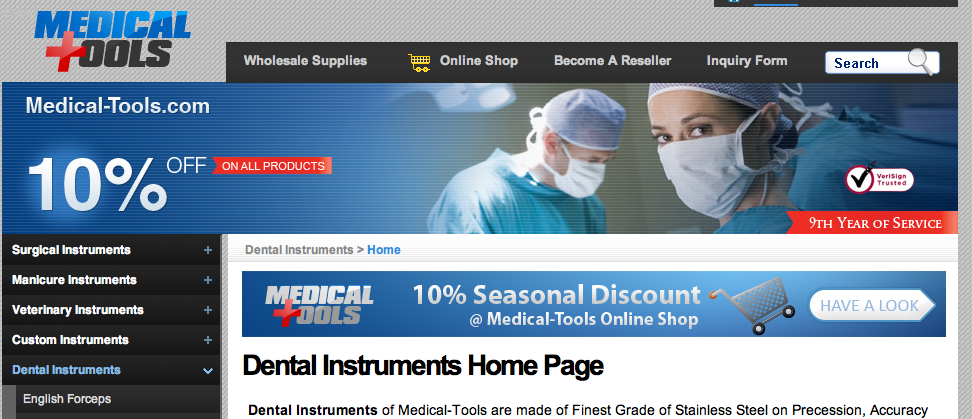 MEDICAL
TOOLS
Wholesale Supplies
Online Shop
Become A Reseller
Inquiry Form
Search
Medical-Tools.com
10% OFF ON ALL PRODUCTS
VeriSign
Trusted
9TH YEAR OF SERVICE
Surgical Instruments +
Manicure Instruments +
Veterinary Instruments +
Custom Instruments +
Dental Instruments
English Forceps
Dental Instruments > Home
MEDICAL
TOOLS
10% Seasonal Discount
@ Medical-Tools Online Shop
HAVE A LOOK
Dental Instruments Home Page
Dental Instruments of Medical-Tools are made of Finest Grade of Stainless Steel on Precession, Accuracy